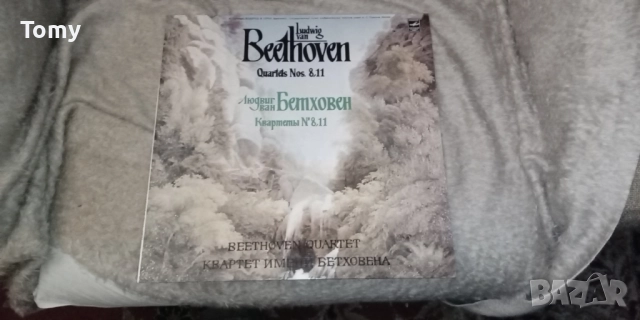 Tomy
Ludwig
van
Beethoven
Quartets Nos. 8.11
Людвиг
ван Бетховен
Квартеты № 8.11
BEETHOVEN QUARTET
КВАРТЕТ ИМЕНИ БЕТХОВЕНА
BAZAR